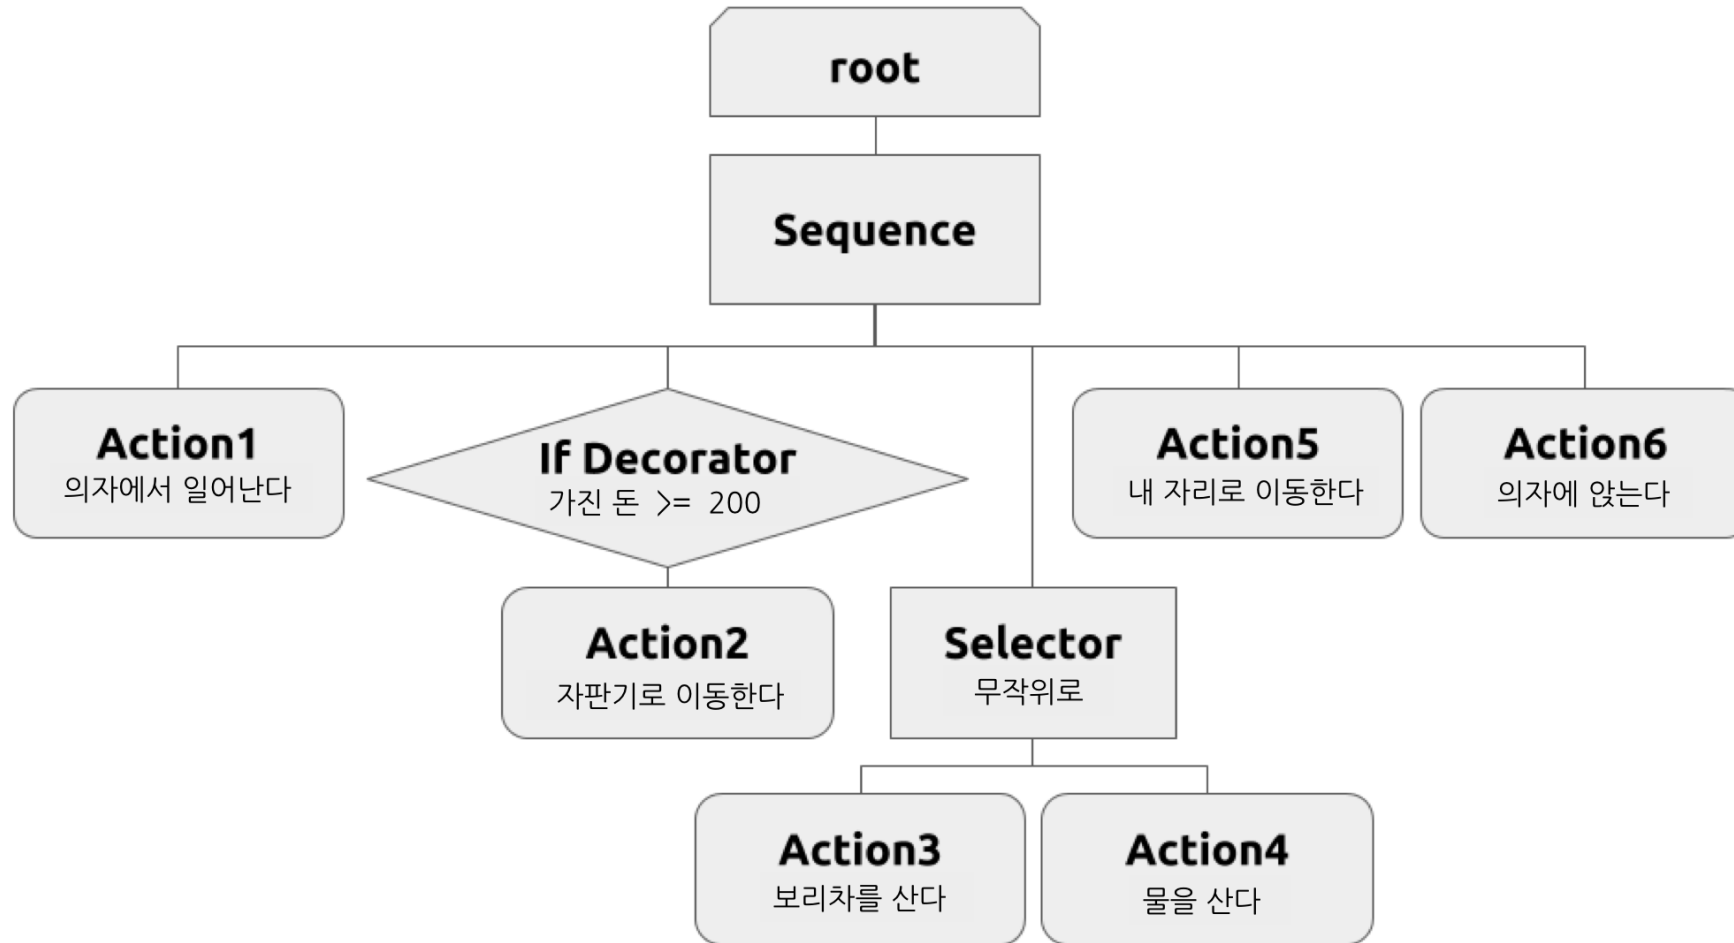 root
Sequence
Action1
의자에서 일어난다
If Decorator
가진 돈 >= 200
Action5
내 자리로 이동한다
Action6
의자에 앉는다
Action2
자판기로 이동한다
Selector
무작위로
Action3
보리차를 산다
Action4
물을 산다